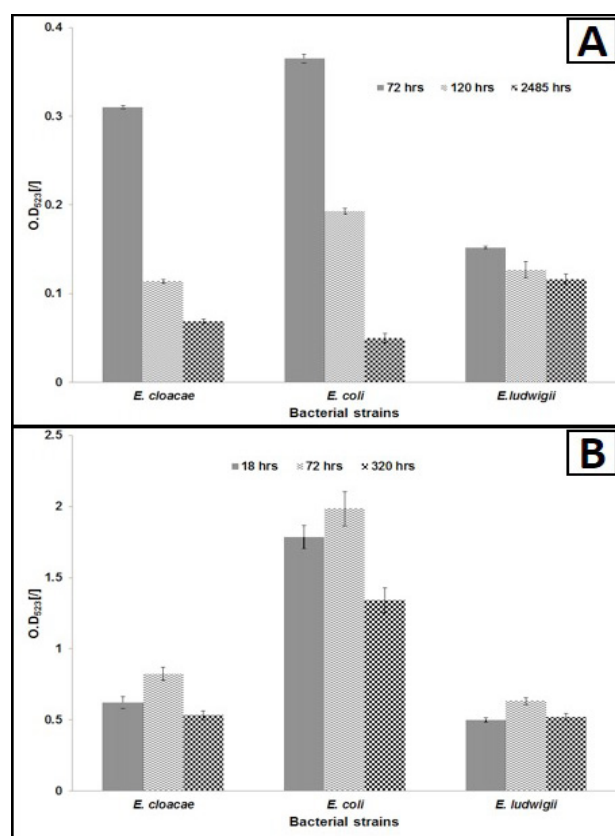 A
0.4
72 hrs 120 hrs 2485 hrs
0.3
O.D523[/]
0.2
0.1
0
E. cloacae E. coli E.ludwigii
Bacterial strains
B
2.5
18 hrs 72 hrs 320 hrs
2
1.5
O.D523[/]
1
0.5
0
E. cloacae E. coli E. ludwigii
Bacterial strains